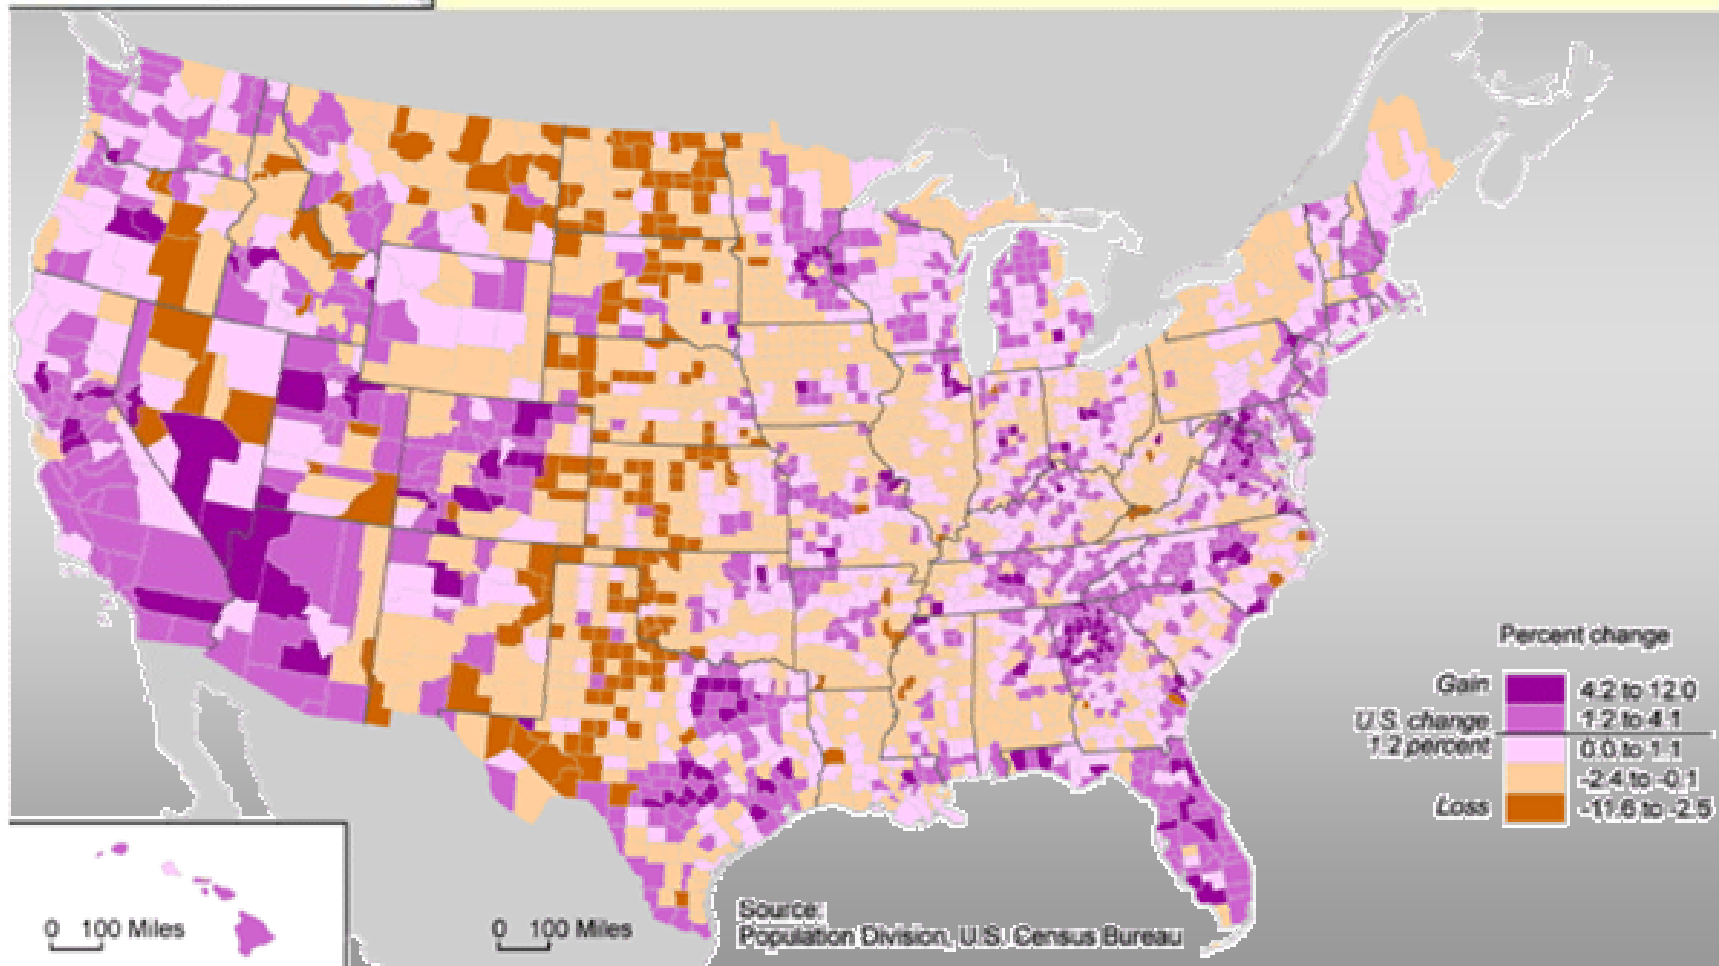 Percent change
Gain
4.2 to 12.0
U.S. change
1.2 to 4.1
1.2 percent
0.0 to 1.1
-2.4 to -0.1
Loss
-11.6 to -2.5
0 100 Miles
0 100 Miles
Source:
Population Division, U.S. Census Bureau